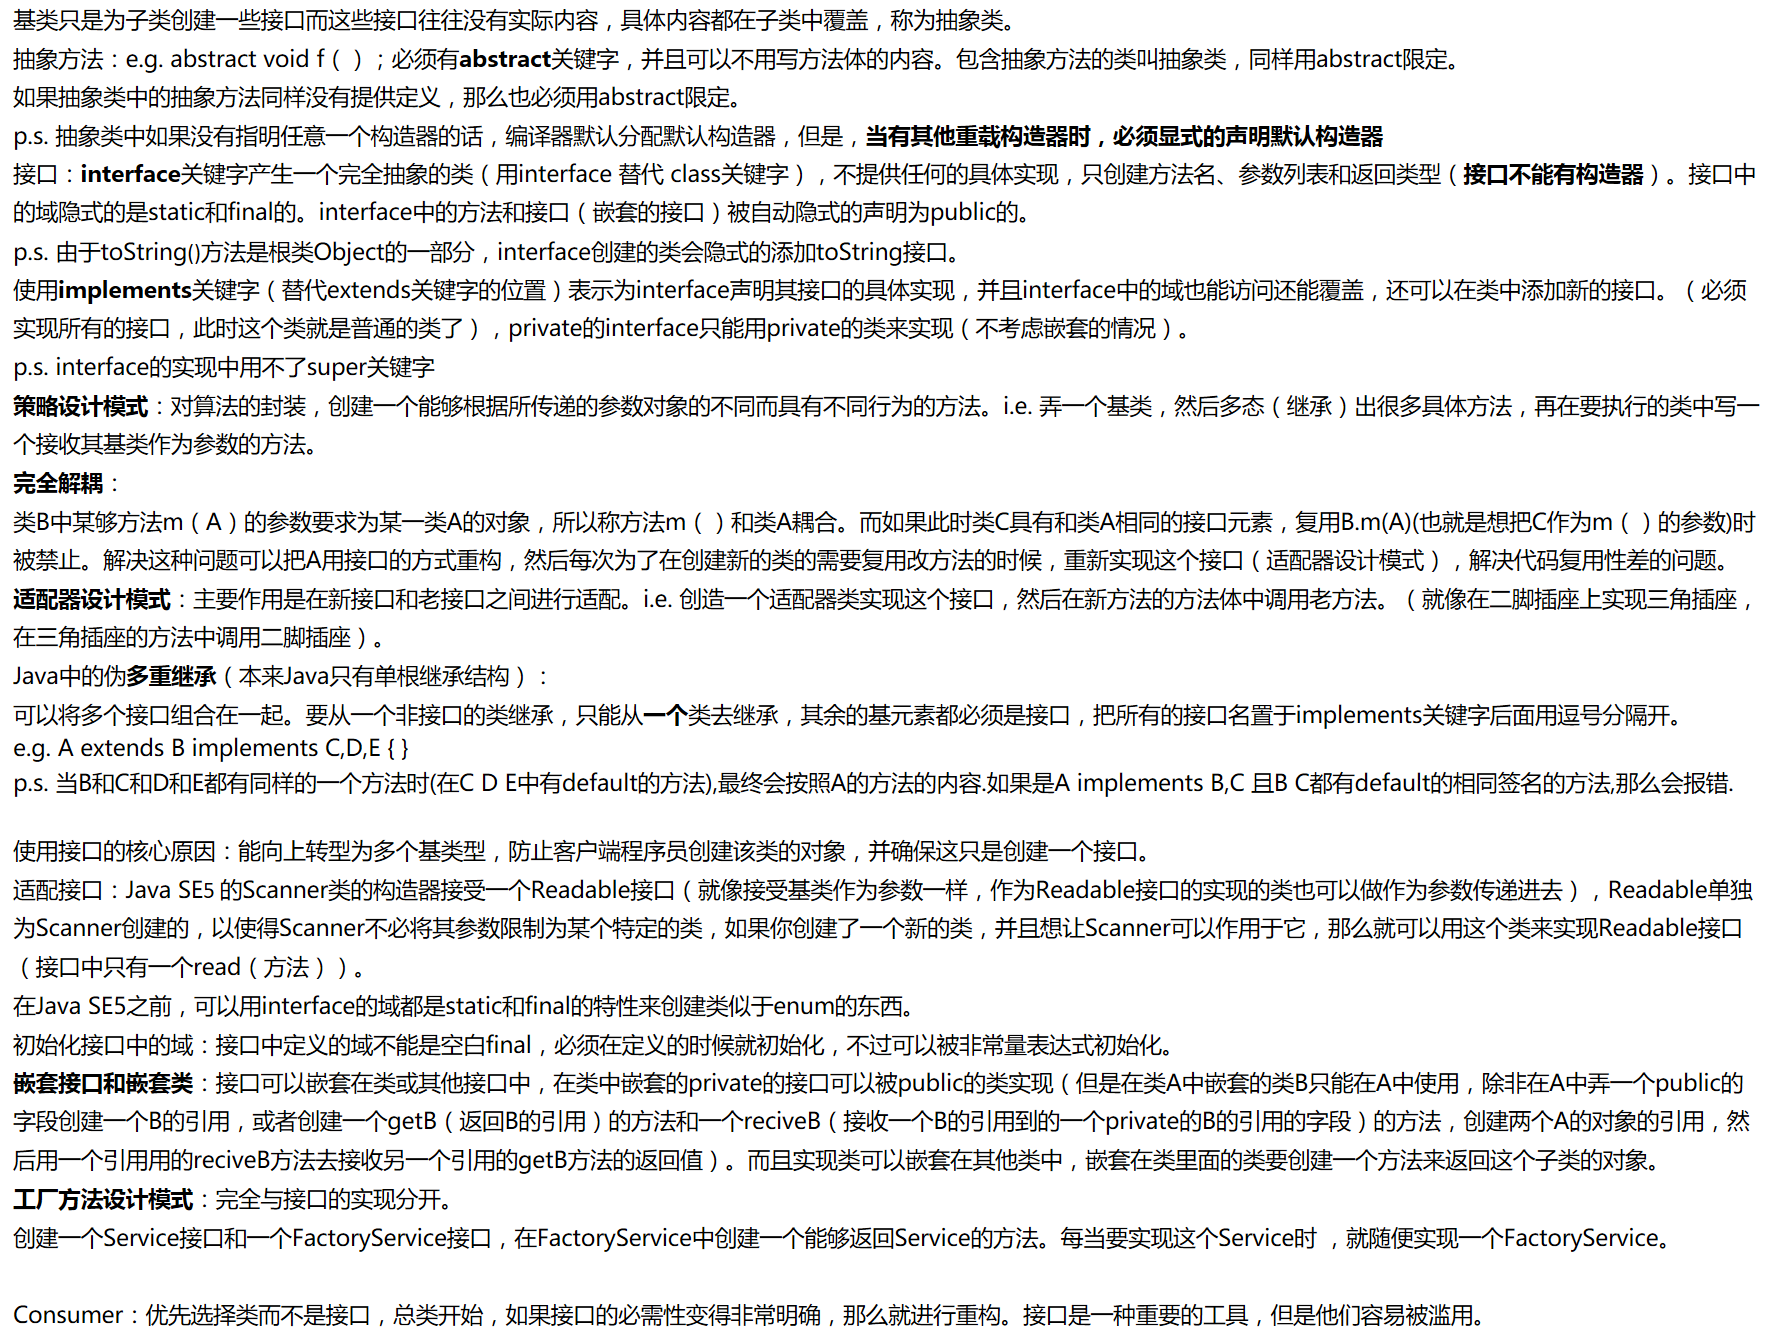 基类只是为子类创建一些接口而这些接口往往没有实际内容，具体内容都在子类中覆盖，称为抽象类。
抽象方法：e.g. abstract void f（ ）；必须有abstract关键字，并且可以不用写方法体的内容。包含抽象方法的类叫抽象类，同样用abstract限定。
如果抽象类中的抽象方法同样没有提供定义，那么也必须用abstract限定。
p.s. 抽象类中如果没有指明任意一个构造器的话，编译器默认分配默认构造器，但是，当有其他重载构造器时，必须显式的声明默认构造器
接口：interface关键字产生一个完全抽象的类（用interface 替代 class关键字），不提供任何的具体实现，只创建方法名、参数列表和返回类型（接口不能有构造器）。接口中
的域隐式的是static和final的。interface中的方法和接口（嵌套的接口）被自动隐式的声明为public的。
p.s. 由于toString()方法是根类Object的一部分，interface创建的类会隐式的添加toString接口。
使用implements关键字（替代extends关键字的位置）表示为interface声明其接口的具体实现，并且interface中的域也能访问还能覆盖，还可以在类中添加新的接口。（必须
实现所有的接口，此时这个类就是普通的类了），private的interface只能用private的类来实现（不考虑嵌套的情况）。
p.s. interface的实现中用不了super关键字
策略设计模式：对算法的封装，创建一个能够根据所传递的参数对象的不同而具有不同行为的方法。i.e. 弄一个基类，然后多态（继承）出很多具体方法，再在要执行的类中写一
个接收其基类作为参数的方法。
完全解耦：
类B中某够方法m（A）的参数要求为某一类A的对象，所以称方法m（ ）和类A耦合。而如果此时类C具有和类A相同的接口元素，复用B.m(A)(也就是想把C作为m（ ）的参数)时
被禁止。解决这种问题可以把A用接口的方式重构，然后每次为了在创建新的类的需要复用改方法的时候，重新实现这个接口（适配器设计模式），解决代码复用性差的问题。
适配器设计模式：主要作用是在新接口和老接口之间进行适配。i.e. 创造一个适配器类实现这个接口，然后在新方法的方法体中调用老方法。（就像在二脚插座上实现三角插座，
在三角插座的方法中调用二脚插座）。
Java中的伪多重继承（本来Java只有单根继承结构）：
可以将多个接口组合在一起。要从一个非接口的类继承，只能从一个类去继承，其余的基元素都必须是接口，把所有的接口名置于implements关键字后面用逗号分隔开。
e.g. A extends B implements C,D,E { }
p.s. 当B和C和D和E都有同样的一个方法时(在C D E中有default的方法),最终会按照A的方法的内容.如果是A implements B,C 且B C都有default的相同签名的方法,那么会报错.
使用接口的核心原因：能向上转型为多个基类型，防止客户端程序员创建该类的对象，并确保这只是创建一个接口。
适配接口：Java SE5 的Scanner类的构造器接受一个Readable接口（就像接受基类作为参数一样，作为Readable接口的实现的类也可以做作为参数传递进去），Readable单独
为Scanner创建的，以使得Scanner不必将其参数限制为某个特定的类，如果你创建了一个新的类，并且想让Scanner可以作用于它，那么就可以用这个类来实现Readable接口
（接口中只有一个read（方法））。
在Java SE5之前，可以用interface的域都是static和final的特性来创建类似于enum的东西。
初始化接口中的域：接口中定义的域不能是空白final，必须在定义的时候就初始化，不过可以被非常量表达式初始化。
嵌套接口和嵌套类：接口可以嵌套在类或其他接口中，在类中嵌套的private的接口可以被public的类实现（但是在类A中嵌套的类B只能在A中使用，除非在A中弄一个public的
字段创建一个B的引用，或者创建一个getB（返回B的引用）的方法和一个reciveB（接收一个B的引用到的一个private的B的引用的字段）的方法，创建两个A的对象的引用，然
后用一个引用用的reciveB方法去接收另一个引用的getB方法的返回值）。而且实现类可以嵌套在其他类中，嵌套在类里面的类要创建一个方法来返回这个子类的对象。
工厂方法设计模式：完全与接口的实现分开。
创建一个Service接口和一个FactoryService接口，在FactoryService中创建一个能够返回Service的方法。每当要实现这个Service时 ，就随便实现一个FactoryService。
Consumer：优先选择类而不是接口，总类开始，如果接口的必需性变得非常明确，那么就进行重构。接口是一种重要的工具，但是他们容易被滥用。